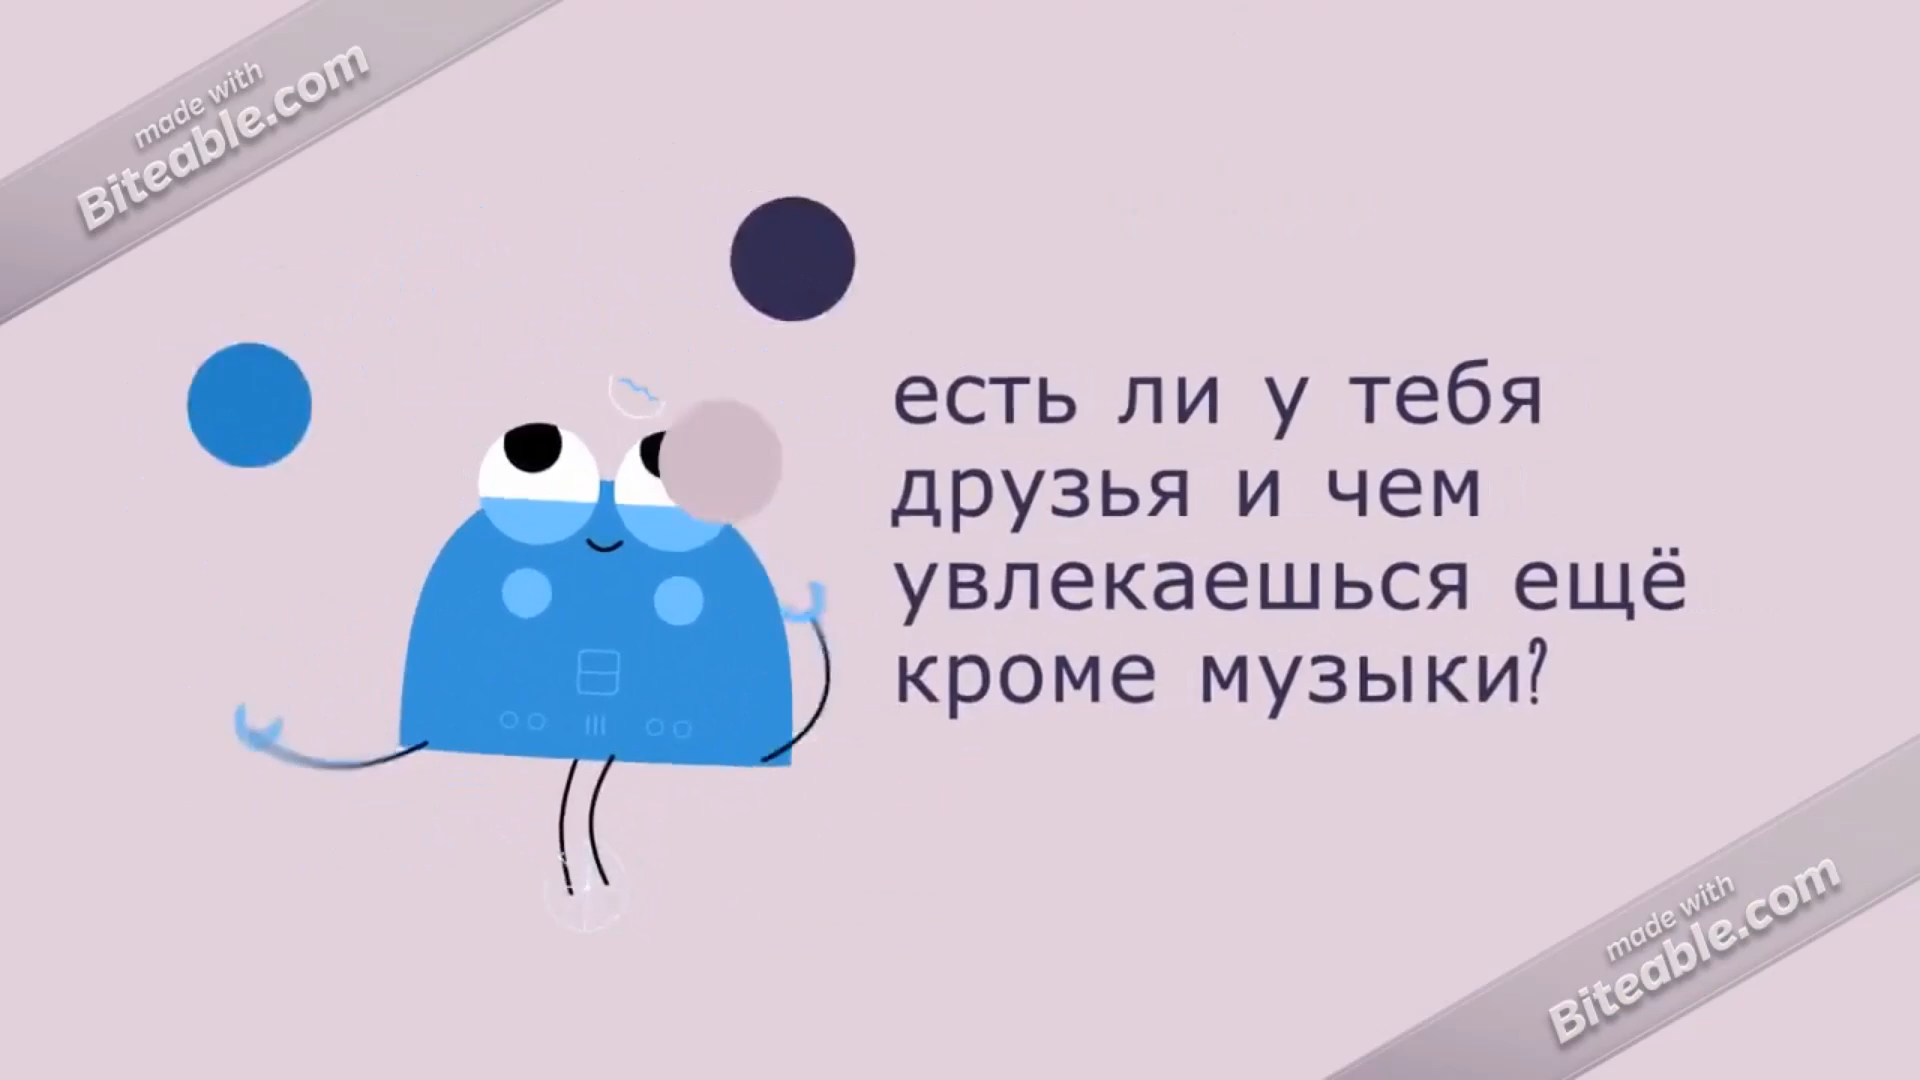 made with
Biteable.com
есть ли у тебя
друзья и чем
увлекаешься ещё
кроме музыки?
made with
Biteable.com